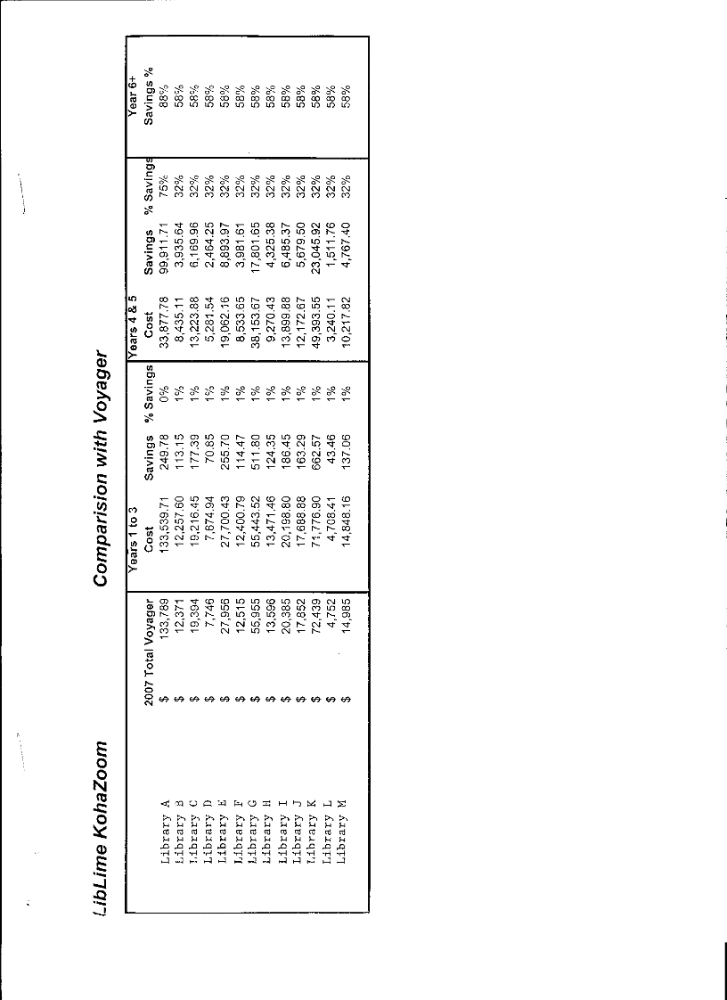 LibLime KohaZoom Comparision with Voyager
Years 1 to 3 Years 4 & 5 Year 6+
2007 Total Voyager Cost Savings % Savings Cost Savings % Savings Savings %
Library A $ 133,789 133,539.71 249.78 0% 33,877.78 99,911.71 75% 88%
Library B $ 12,371 12,257.60 113.15 1% 8,435.11 3,935.64 32% 58%
Library C $ 19,394 19,216.45 177.39 1% 13,223.88 6,169.96 32% 58%
Library D $ 7,746 7,674.94 70.85 1% 5,281.54 2,464.25 32% 58%
Library E $ 27,956 27,700.43 255.70 1% 19,062.16 8,893.97 32% 58%
Library F $ 12,515 12,400.79 114.47 1% 8,533.65 3,981.61 32% 58%
Library G $ 55,955 55,443.52 511.80 1% 38,153.67 17,801.65 32% 58%
Library H $ 13,596 13,471.46 124.35 1% 9,270.43 4,325.38 32% 58%
Library I $ 20,385 20,198.80 186.45 1% 13,899.88 6,485.37 32% 58%
Library J $ 17,852 17,688.88 163.29 1% 12,172.67 5,679.50 32% 58%
Library K $ 72,439 71,776.90 662.57 1% 49,393.55 23,045.92 32% 58%
Library L $ 4,752 4,708.41 43.46 1% 3,240.11 1,511.76 32% 58%
Library M $ 14,985 14,848.16 137.06 1% 10,217.82 4,767.40 32% 58%